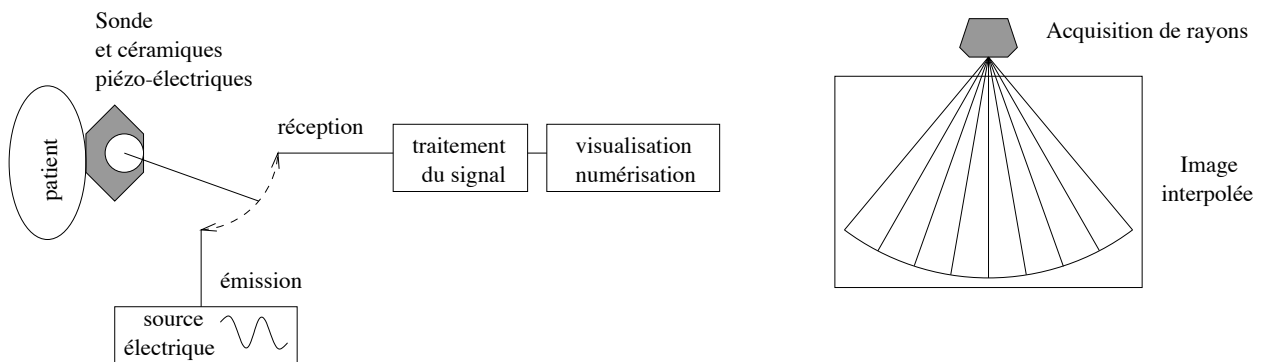 Sonde
et céramiques
piézo-électriques
patient
réception
traitement
du signal
visualisation
numérisation
émission
source
électrique
Acquisition de rayons
Image
interpolée